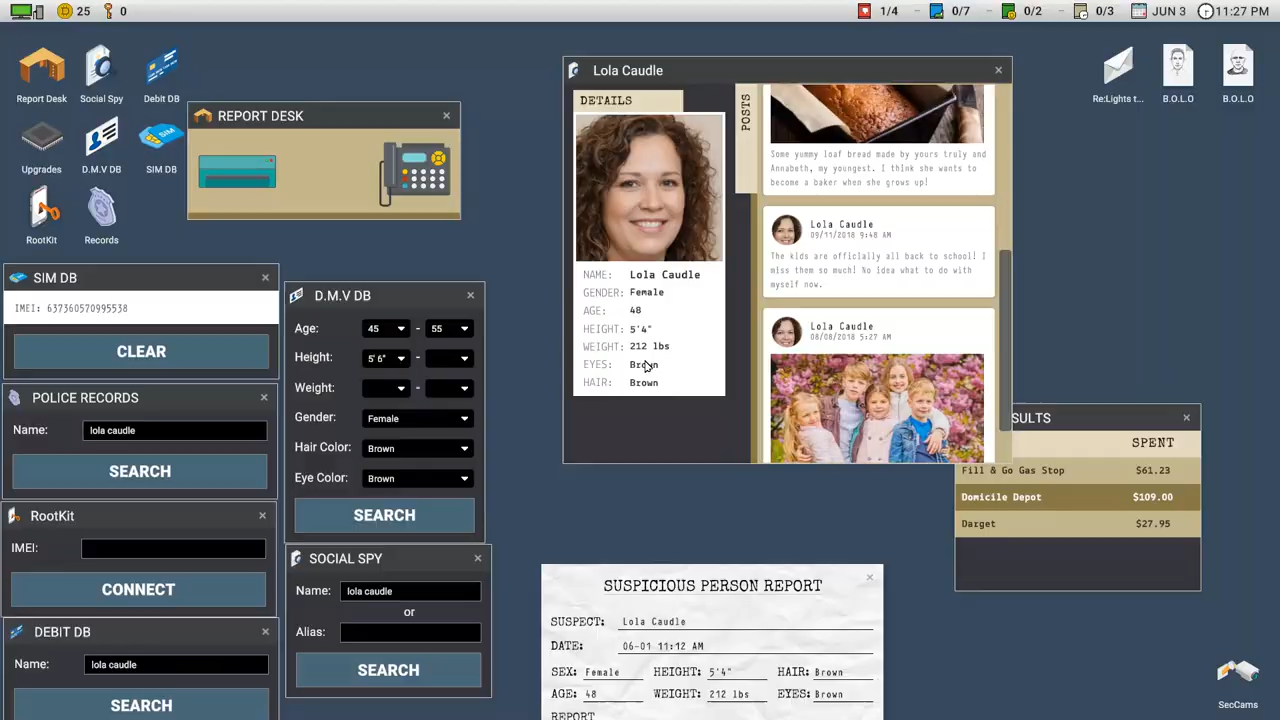 25
0
1/4
0/7
0/2
0/3
JUN 3
11:27 PM
Report Desk
Social Spy
Debit DB
Upgrades
D.M.V DB
SIM DB
RootKit
Records
Re:Lights t...
B.O.L.O
B.O.L.O
SecCams
REPORT DESK
SIM DB
IMEI: 637360570995538
CLEAR
POLICE RECORDS
Name: lola caudle
SEARCH
RootKit
IMEI:
CONNECT
DEBIT DB
Name: lola caudle
SEARCH
D.M.V DB
Age: 45 - 55
Height: 5' 6" -
Weight: -
Gender: Female
Hair Color: Brown
Eye Color: Brown
SEARCH
SOCIAL SPY
Name: lola caudle
or
Alias:
SEARCH
Lola Caudle
DETAILS
NAME: Lola Caudle
GENDER: Female
AGE: 48
HEIGHT: 5'4"
WEIGHT: 212 lbs
EYES: Brown
HAIR: Brown
POSTS
Some yummy loaf bread made by yours truly and
Annabeth, my youngest. I think she wants to
become a baker when she grows up!
Lola Caudle
09/11/2018 9:48 AM
The kids are officially all back to school! I
miss them so much! No idea what to do with
myself now.
Lola Caudle
08/08/2018 5:27 AM
SULTS
SPENT
Fill & Go Gas Stop $61.23
Domicile Depot $109.00
Darget $27.95
SUSPICIOUS PERSON REPORT
SUSPECT: Lola Caudle
DATE: 06-01 11:12 AM
SEX: Female HEIGHT: 5'4" HAIR: Brown
AGE: 48 WEIGHT: 212 lbs EYES: Brown
REPORT